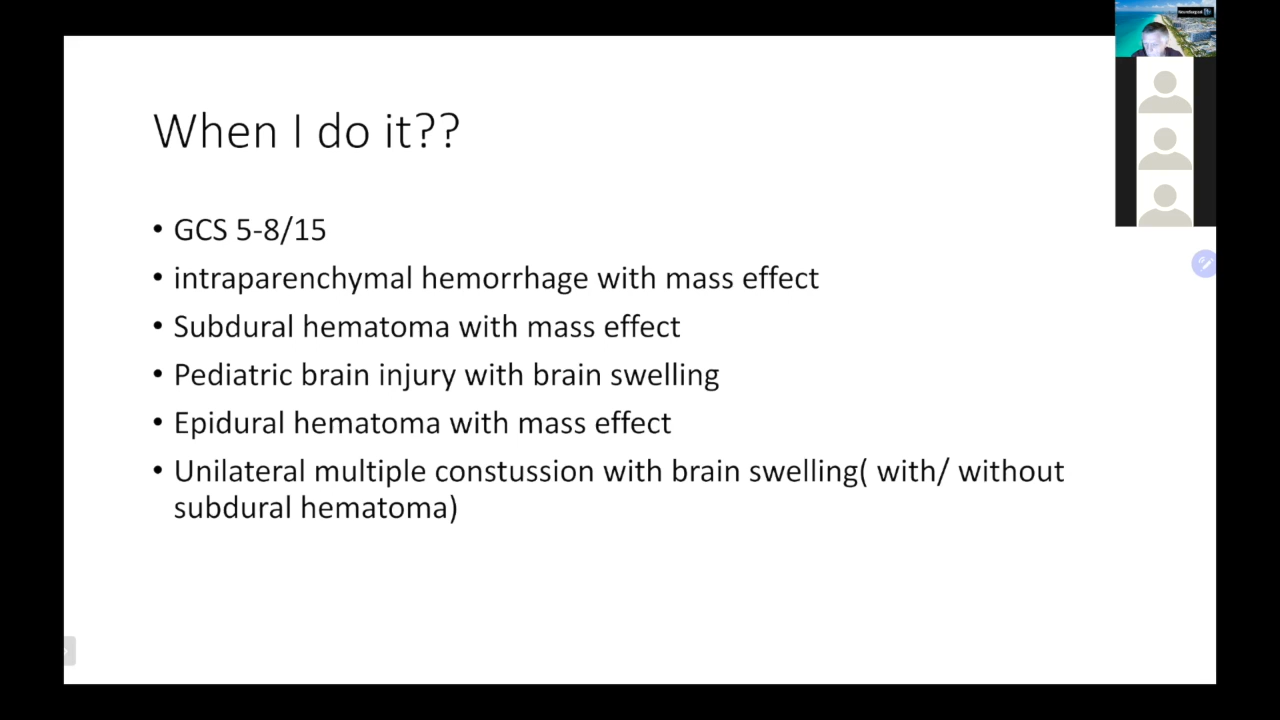 When I do it??
• GCS 5-8/15
• intraparenchymal hemorrhage with mass effect
• Subdural hematoma with mass effect
• Pediatric brain injury with brain swelling
• Epidural hematoma with mass effect
• Unilateral multiple constussion with brain swelling( with/ without
subdural hematoma)